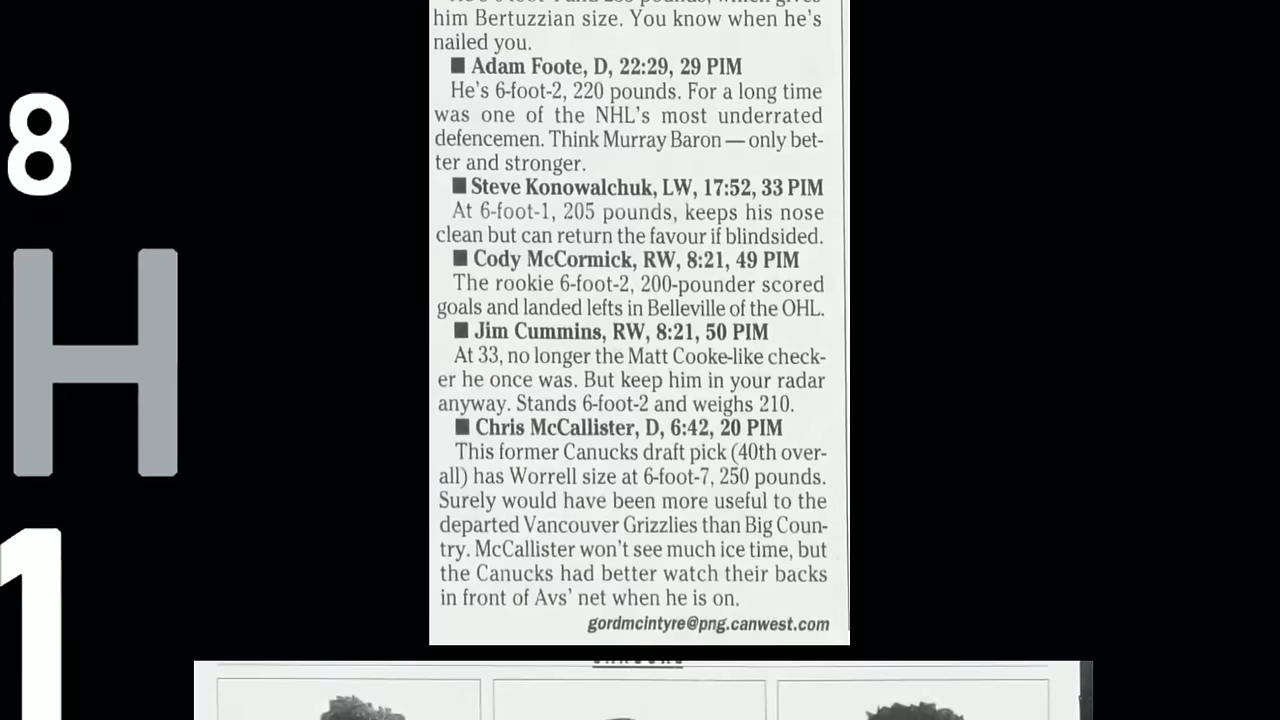 He's 6-foot-4 and 235 pounds, which gives
him Bertuzzian size. You know when he's
nailed you.
■ Adam Foote, D, 22:29, 29 PIM
He's 6-foot-2, 220 pounds. For a long time
was one of the NHL's most underrated
defencemen. Think Murray Baron — only bet-
ter and stronger.
■ Steve Konowalchuk, LW, 17:52, 33 PIM
At 6-foot-1, 205 pounds, keeps his nose
clean but can return the favour if blindsided.
■ Cody McCormick, RW, 8:21, 49 PIM
The rookie 6-foot-2, 200-pounder scored
goals and landed lefts in Belleville of the OHL.
■ Jim Cummins, RW, 8:21, 50 PIM
At 33, no longer the Matt Cooke-like check-
er he once was. But keep him in your radar
anyway. Stands 6-foot-2 and weighs 210.
■ Chris McCallister, D, 6:42, 20 PIM
This former Canucks draft pick (40th over-
all) has Worrell size at 6-foot-7, 250 pounds.
Surely would have been more useful to the
departed Vancouver Grizzlies than Big Coun-
try. McCallister won't see much ice time, but
the Canucks had better watch their backs
in front of Avs' net when he is on.
gordmcintyre@png.canwest.com
8
H
1